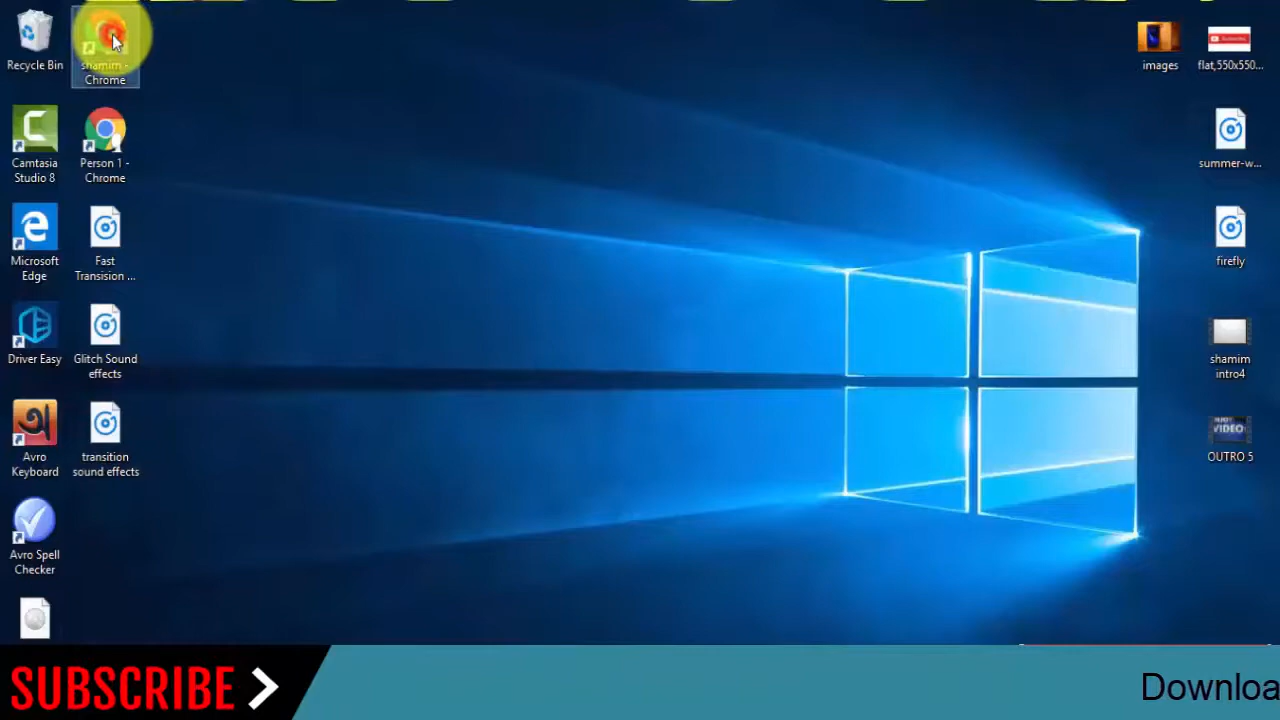 Recycle Bin
shamim -
Chrome
Camtasia
Studio 8
Person 1 -
Chrome
Microsoft
Edge
Fast
Transision ...
Driver Easy
Glitch Sound
effects
Avro
Keyboard
transition
sound effects
Avro Spell
Checker
images
flat,550x550...
summer-w...
firefly
shamim
intro4
VIDEO
OUTRO 5
SUBSCRIBE
Downloa